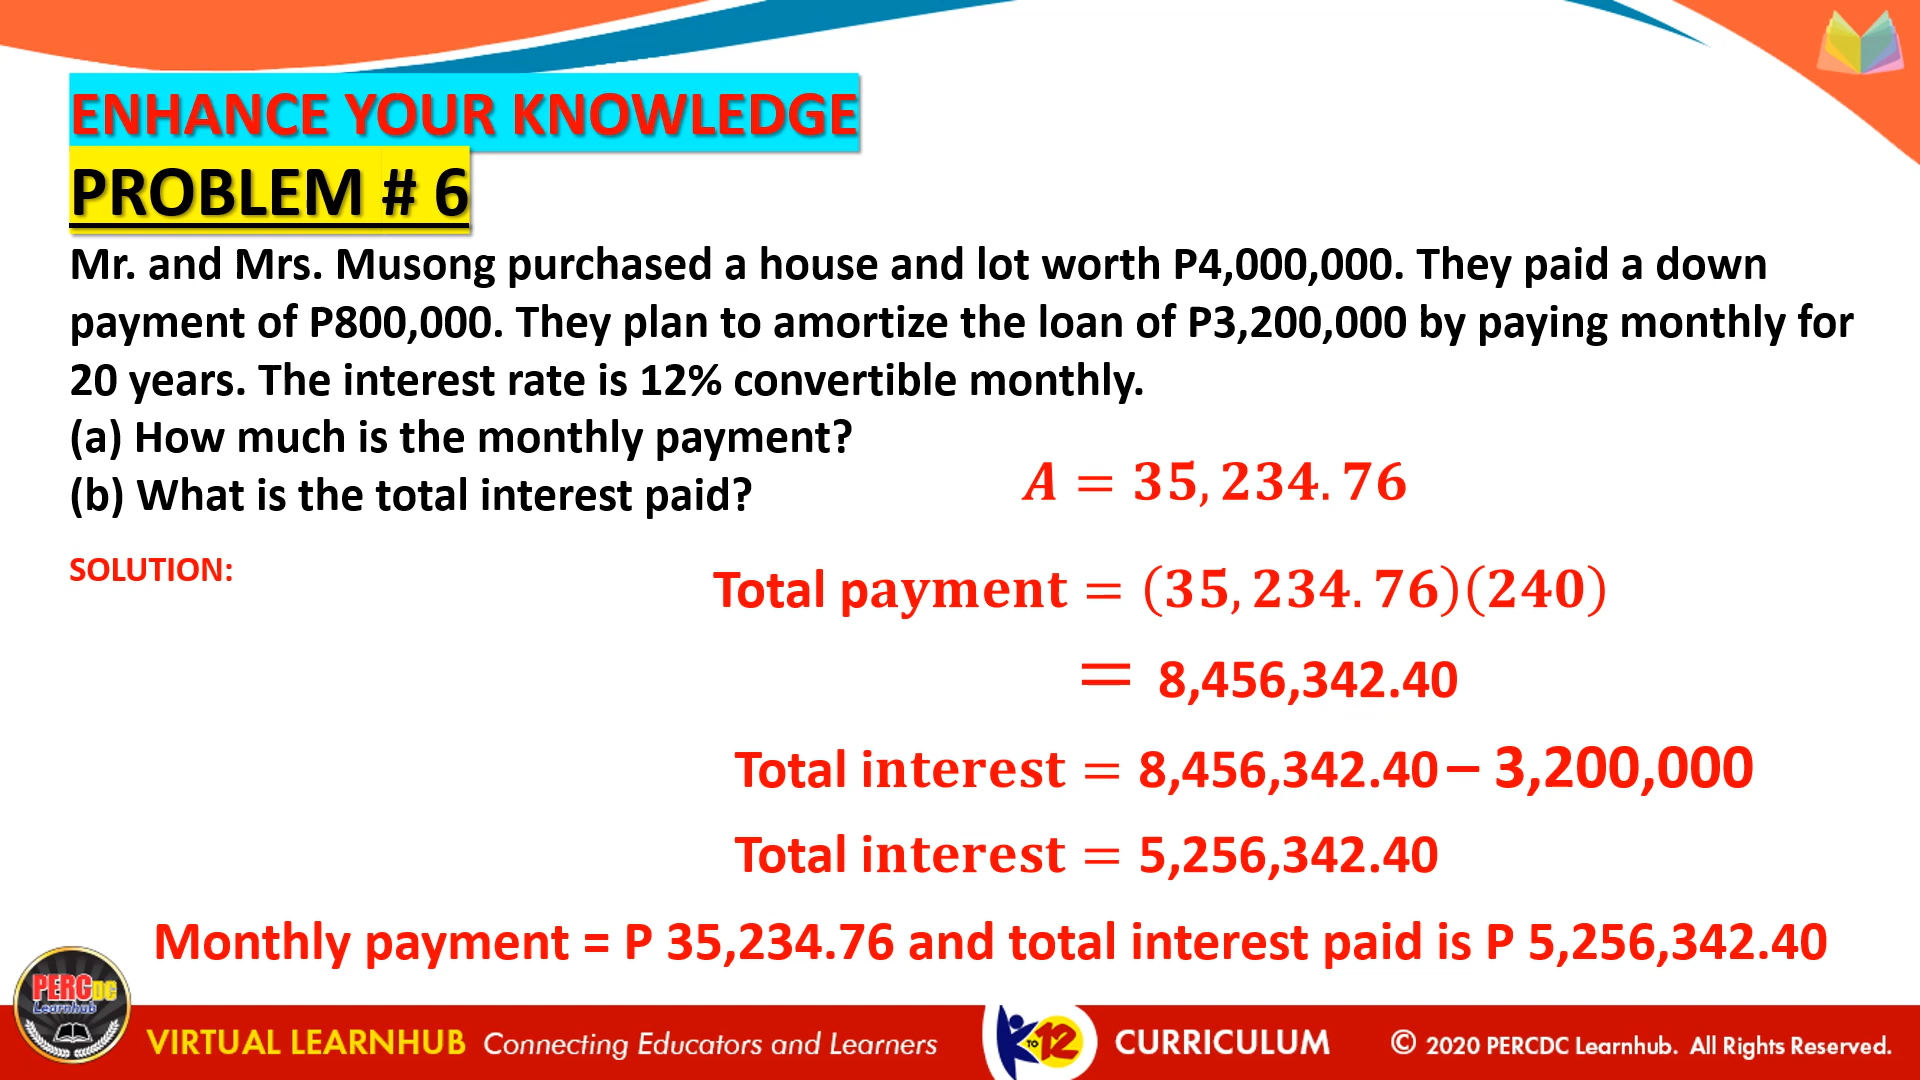 ENHANCE YOUR KNOWLEDGE
PROBLEM # 6
Mr. and Mrs. Musong purchased a house and lot worth P4,000,000. They paid a down
payment of P800,000. They plan to amortize the loan of P3,200,000 by paying monthly for
20 years. The interest rate is 12% convertible monthly.
(a) How much is the monthly payment?
(b) What is the total interest paid?
A = 35,234.76
SOLUTION:
Total payment = (35,234.76)(240)
= 8,456,342.40
Total interest = 8,456,342.40 – 3,200,000
Total interest = 5,256,342.40
Monthly payment = P 35,234.76 and total interest paid is P 5,256,342.40
PERCDC
Learnhub
VIRTUAL LEARNHUB Connecting Educators and Learners
K TO 12 CURRICULUM
© 2020 PERCDC Learnhub. All Rights Reserved.